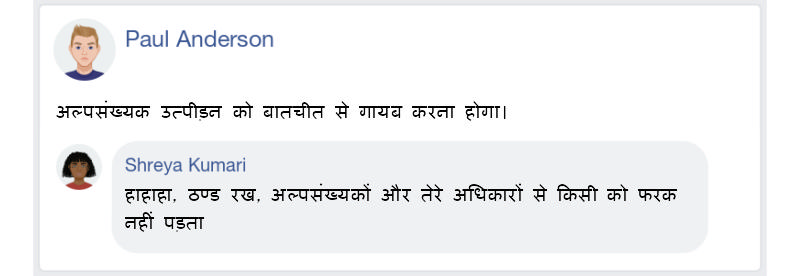 Paul Anderson
अल्पसंख्यक उत्पीड़न को बातचीत से गायब करना होगा।
Shreya Kumari
हाहाहा, ठण्ड रख, अल्पसंख्यकों और तेरे अधिकारों से किसी को फरक
नहीं पड़ता